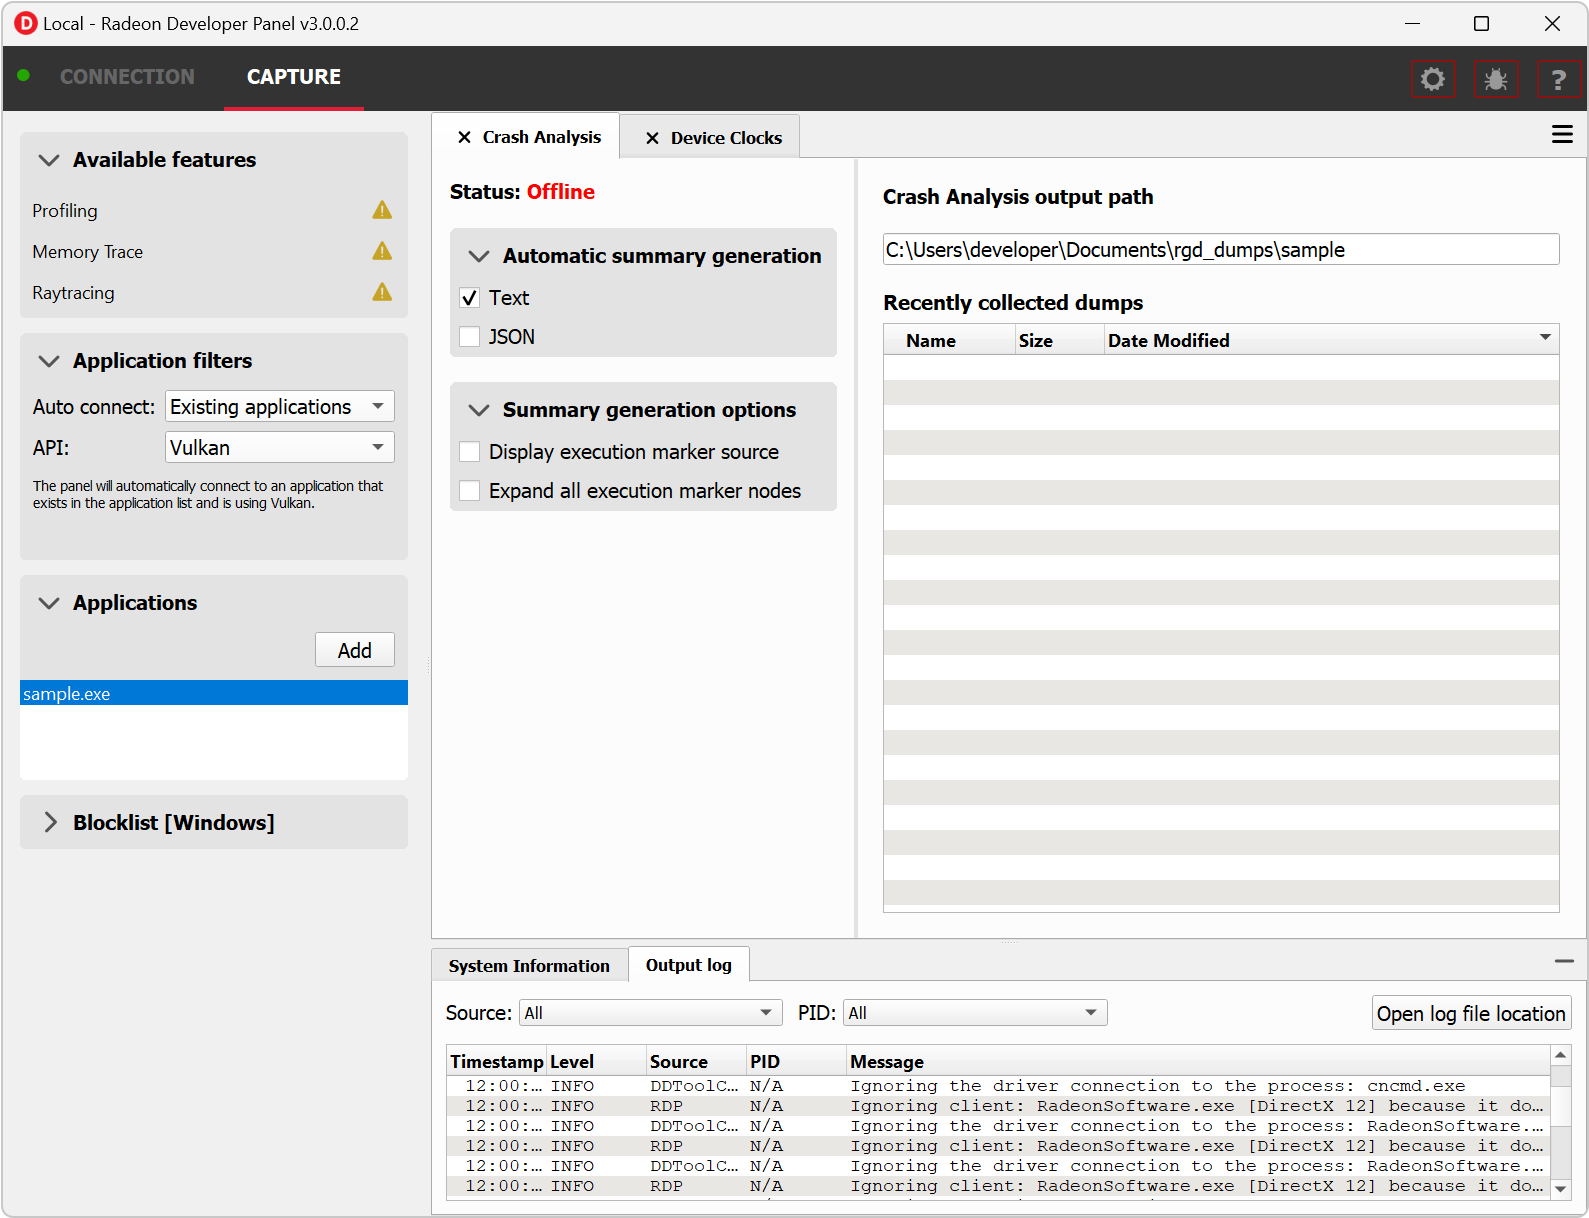 Local - Radeon Developer Panel v3.0.0.2
CONNECTION
CAPTURE
?
Available features
Profiling
Memory Trace
Raytracing
Application filters
Auto connect: Existing applications
API: Vulkan
The panel will automatically connect to an application that
exists in the application list and is using Vulkan.
Applications
Add
sample.exe
Blocklist [Windows]
Crash Analysis
Device Clocks
Status: Offline
Automatic summary generation
Text
JSON
Summary generation options
Display execution marker source
Expand all execution marker nodes
Crash Analysis output path
C:\Users\developer\Documents\rgd_dumps\sample
Recently collected dumps
Name Size Date Modified
System Information
Output log
Source: All PID: All
Open log file location
Timestamp Level Source PID Message
12:00:... INFO DDToolC... N/A Ignoring the driver connection to the process: cncmd.exe
12:00:... INFO RDP N/A Ignoring client: RadeonSoftware.exe [DirectX 12] because it do...
12:00:... INFO DDToolC... N/A Ignoring the driver connection to the process: RadeonSoftware....
12:00:... INFO RDP N/A Ignoring client: RadeonSoftware.exe [DirectX 12] because it do...
12:00:... INFO DDToolC... N/A Ignoring the driver connection to the process: RadeonSoftware....
12:00:... INFO RDP N/A Ignoring client: RadeonSoftware.exe [DirectX 12] because it do...